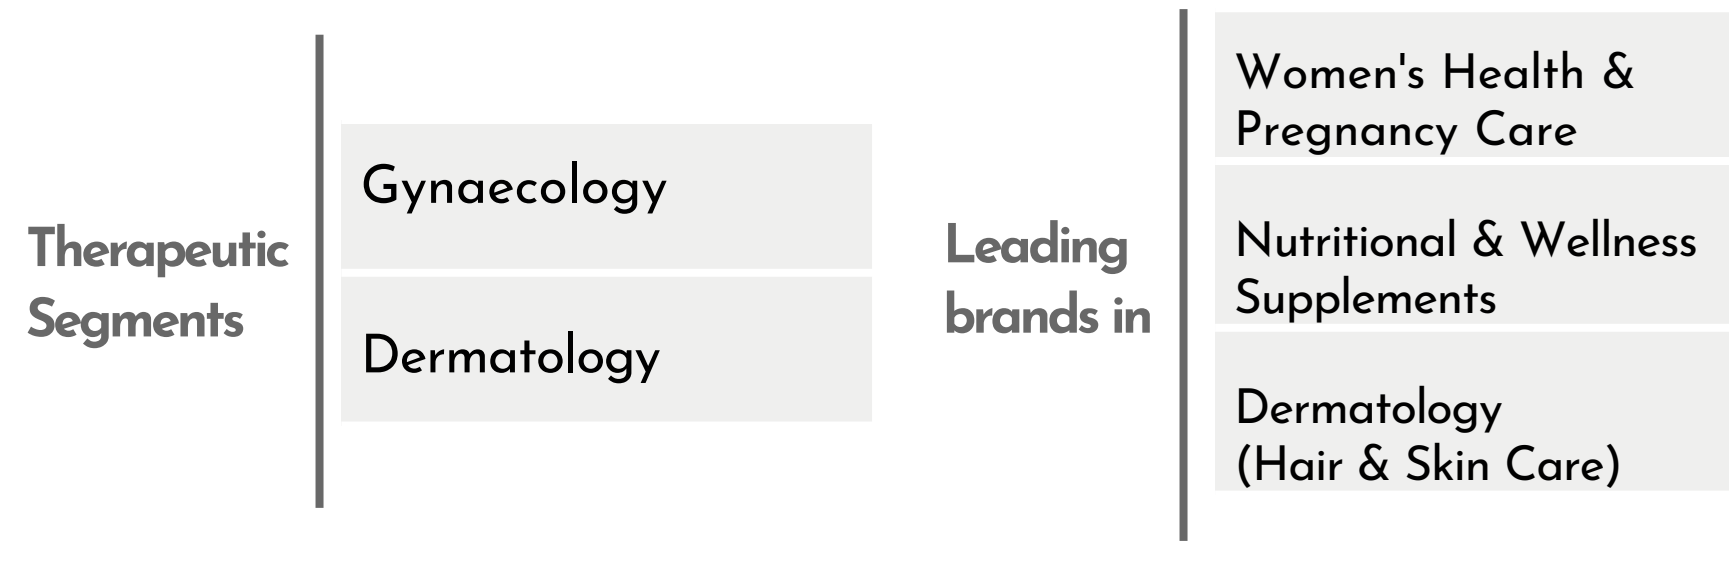 Therapeutic
Segments
Gynaecology
Dermatology
Leading
brands in
Women's Health &
Pregnancy Care
Nutritional & Wellness
Supplements
Dermatology
(Hair & Skin Care)